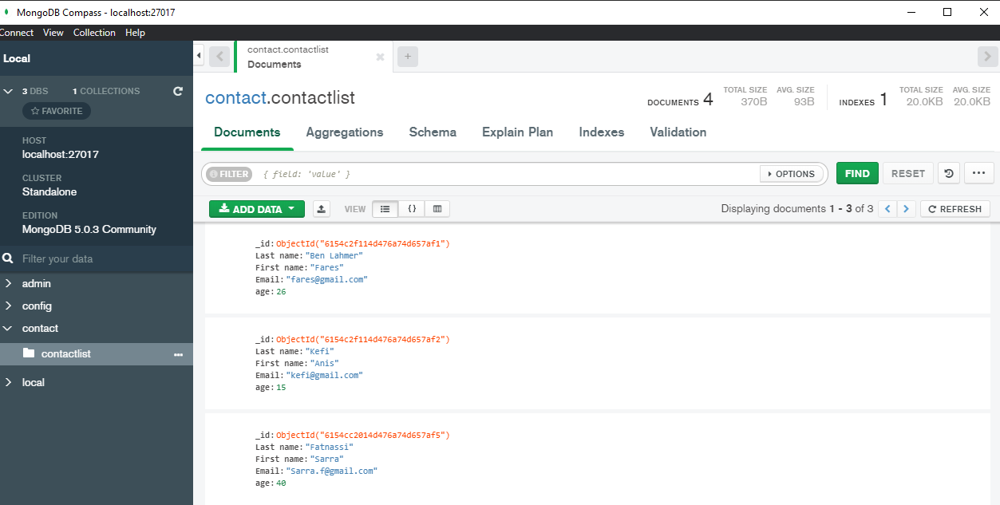 MongoDB Compass - localhost:27017
Connect View Collection Help
Local
3 DBS 1 COLLECTIONS
FAVORITE
HOST
localhost:27017
CLUSTER
Standalone
EDITION
MongoDB 5.0.3 Community
Filter your data
admin
config
contact
contactlist
local
contact.contactlist
Documents
contact.contactlist
DOCUMENTS 4
TOTAL SIZE
370B
AVG. SIZE
93B
INDEXES 1
TOTAL SIZE
20.0KB
AVG. SIZE
20.0KB
Documents Aggregations Schema Explain Plan Indexes Validation
FILTER { field: 'value' } OPTIONS FIND RESET
ADD DATA VIEW {} Displaying documents 1 - 3 of 3 < > REFRESH
_id:ObjectId("6154c2f114d476a74d657af1")
Last name:"Ben Lahmer"
First name:"Fares"
Email:"fares@gmail.com"
age:26
_id:ObjectId("6154c2f114d476a74d657af2")
Last name:"Kefi"
First name:"Anis"
Email:"kefi@gmail.com"
age:15
_id:ObjectId("6154cc2014d476a74d657af5")
Last name:"Fatnassi"
First name:"Sarra"
Email:"Sarra.f@gmail.com"
age:40